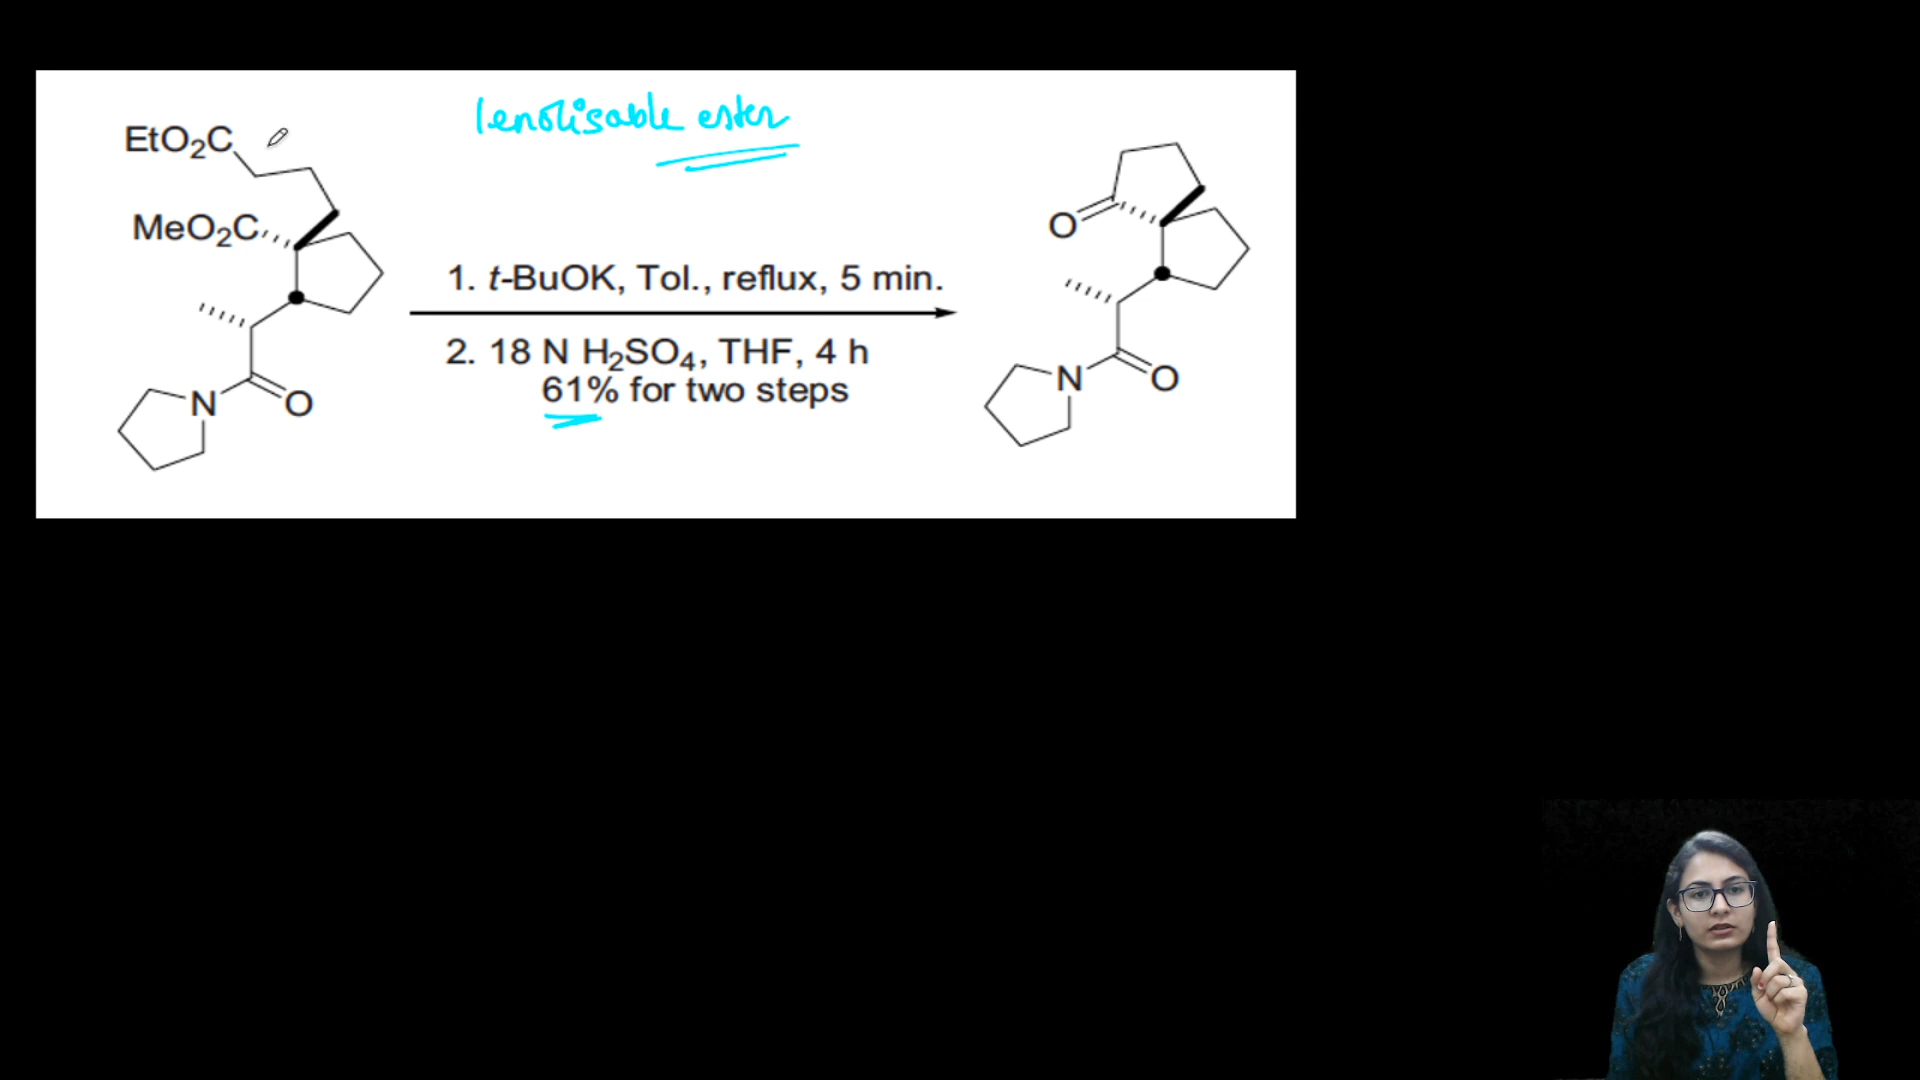 1enolisable ester
EtO2C
MeO2C
N
O
1. t-BuOK, Tol., reflux, 5 min.
2. 18 N H2SO4, THF, 4 h
61% for two steps
O
N
O